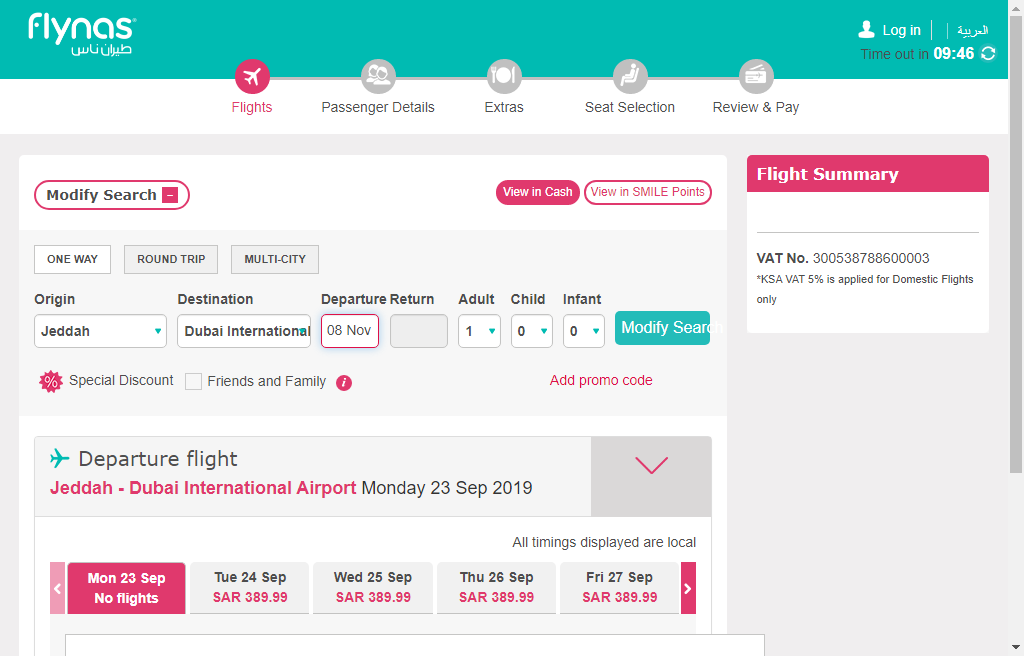 flynas
طيران ناس
Log in
العربية
Time out in 09:46
Flights
Passenger Details
Extras
Seat Selection
Review & Pay
Modify Search
View in Cash
View in SMILE Points
Flight Summary
ONE WAY
ROUND TRIP
MULTI-CITY
VAT No. 300538788600003
*KSA VAT 5% is applied for Domestic Flights
only
Origin
Destination
Departure
Return
Adult
Child
Infant
Jeddah
Dubai International
08 Nov
1
0
0
Modify Search
Special Discount
Friends and Family
i
Add promo code
Departure flight
Jeddah - Dubai International Airport Monday 23 Sep 2019
All timings displayed are local
Mon 23 Sep
No flights
Tue 24 Sep
SAR 389.99
Wed 25 Sep
SAR 389.99
Thu 26 Sep
SAR 389.99
Fri 27 Sep
SAR 389.99